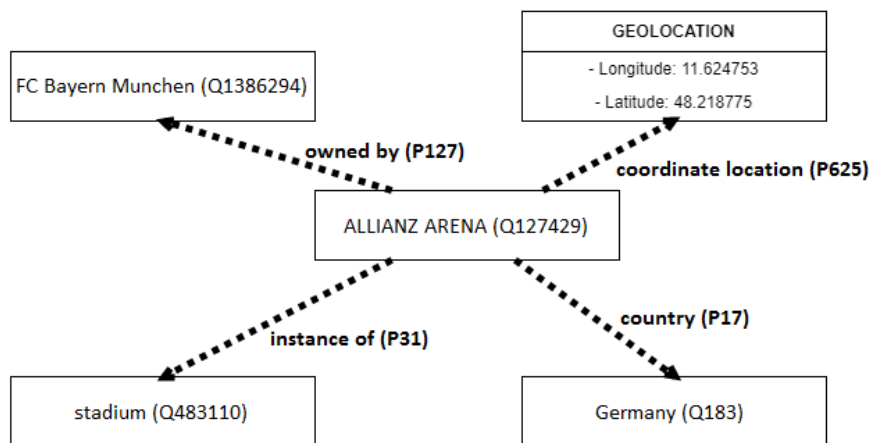 GEOLOCATION
- Longitude: 11.624753
- Latitude: 48.218775
FC Bayern Munchen (Q1386294)
owned by (P127)
coordinate location (P625)
ALLIANZ ARENA (Q127429)
country (P17)
instance of (P31)
stadium (Q483110)
Germany (Q183)